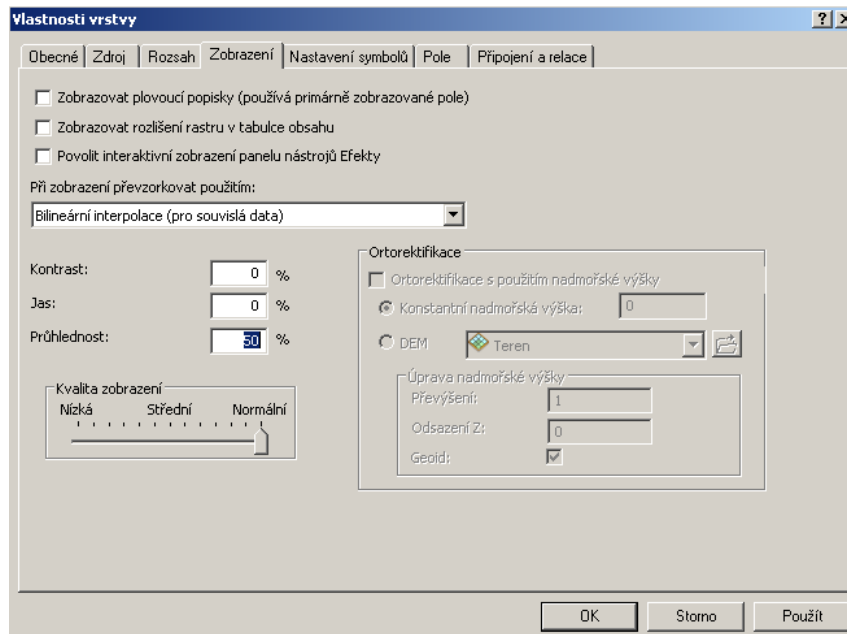 Vlastnosti vrstvy
Obecné Zdroj Rozsah Zobrazení Nastavení symbolů Pole Připojení a relace
Zobrazovat plovoucí popisky (používá primárně zobrazované pole)
Zobrazovat rozlišení rastru v tabulce obsahu
Povolit interaktivní zobrazení panelu nástrojů Efekty
Při zobrazení převzorkovat použitím:
Bilineární interpolace (pro souvislá data)
Kontrast: 0 %
Jas: 0 %
Průhlednost: 50 %
Kvalita zobrazení
Nízká Střední Normální
Ortorektifikace
Ortorektifikace s použitím nadmořské výšky
Konstantní nadmořská výška: 0
DEM Teren
Úprava nadmořské výšky
Převýšení: 1
Odsazení Z: 0
Geoid:
OK Storno Použít